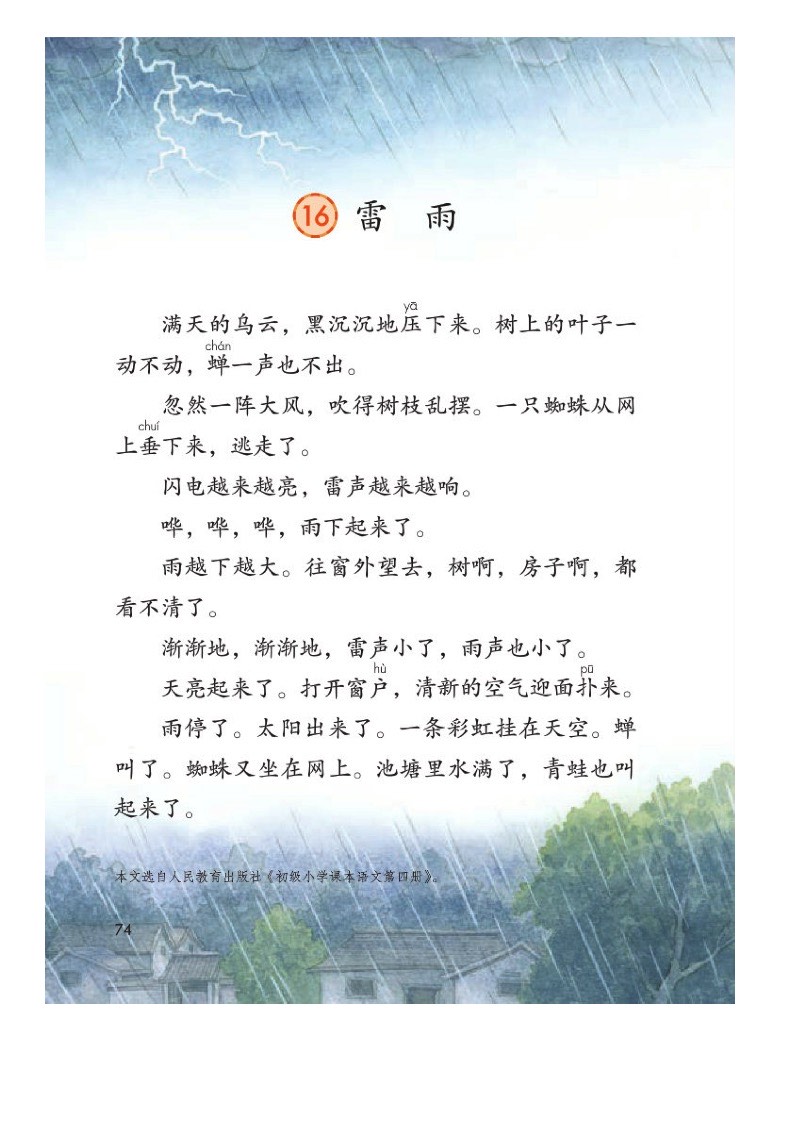 16 雷 雨
yā
满天的乌云，黑沉沉地压下来。树上的叶子一
chán
动不动，蝉一声也不出。
忽然一阵大风，吹得树枝乱摆。一只蜘蛛从网
chuí
上垂下来，逃走了。
闪电越来越亮，雷声越来越响。
哗，哗，哗，雨下起来了。
雨越下越大。往窗外望去，树啊，房子啊，都
看不清了。
渐渐地，渐渐地，雷声小了，雨声也小了。
hù pū
天亮起来了。打开窗户，清新的空气迎面扑来。
雨停了。太阳出来了。一条彩虹挂在天空。蝉
叫了。蜘蛛又坐在网上。池塘里水满了，青蛙也叫
起来了。
本文选自人民教育出版社《初级小学课本语文第四册》。
74